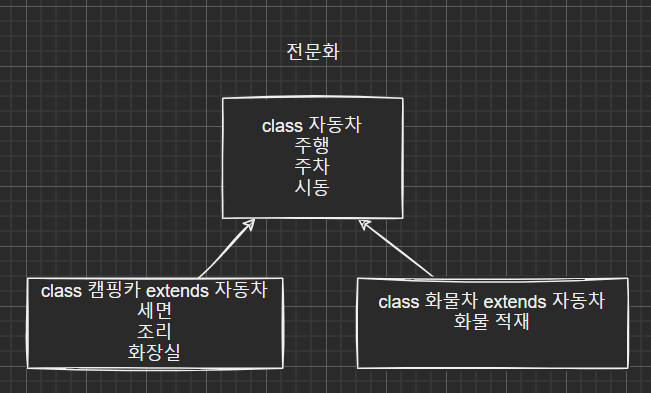 전문화
class 자동차
주행
주차
시동
class 캠핑카 extends 자동차
세면
조리
화장실
class 화물차 extends 자동차
화물 적재